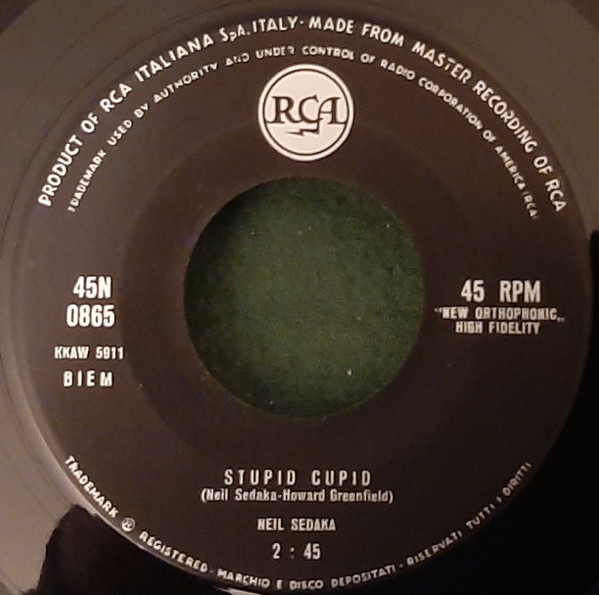 PRODUCT OF RCA ITALIANA SpA. ITALY · MADE FROM MASTER RECORDING OF RCA
TRADEMARK USED BY AUTHORITY AND UNDER CONTROL OF RADIO CORPORATION OF AMERICA (RCA)
RCA
45N
0865
KKAW 5911
BIEM
45 RPM
"NEW ORTHOPHONIC„
HIGH FIDELITY
STUPID CUPID
(Neil Sedaka-Howard Greenfield)
NEIL SEDAKA
2 : 45
TRADEMARK ® REGISTERED · MARCHIO E DISCO DEPOSITATI · RISERVATI TUTTI I DIRITTI